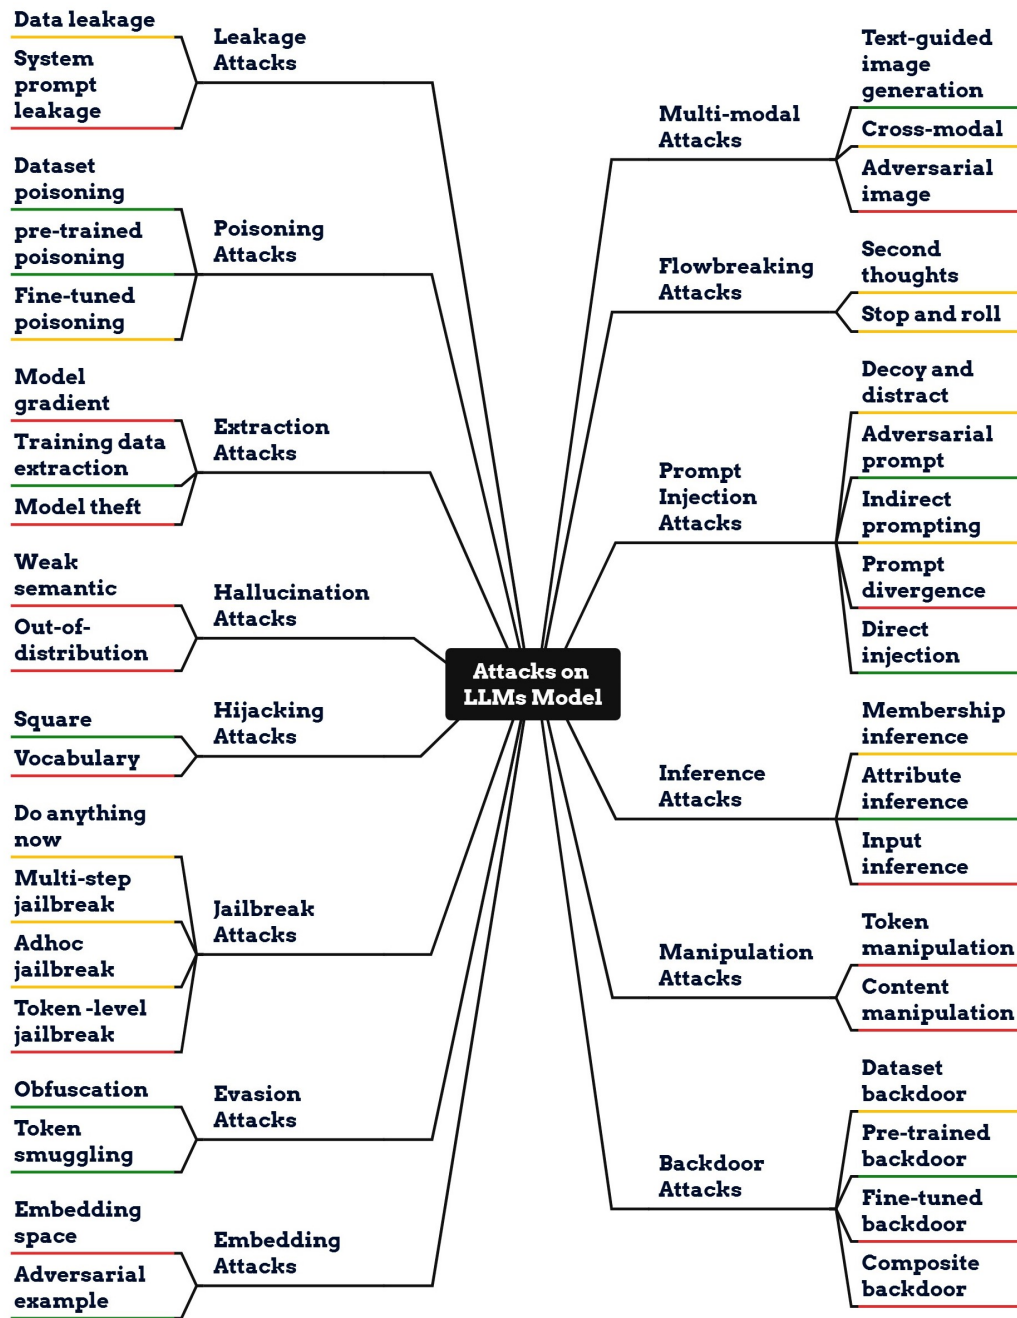 Data leakage
System
prompt
leakage
Leakage
Attacks
Dataset
poisoning
pre-trained
poisoning
Fine-tuned
poisoning
Poisoning
Attacks
Model
gradient
Training data
extraction
Model theft
Extraction
Attacks
Weak
semantic
Out-of-
distribution
Hallucination
Attacks
Square
Vocabulary
Hijacking
Attacks
Do anything
now
Multi-step
jailbreak
Adhoc
jailbreak
Token -level
jailbreak
Jailbreak
Attacks
Obfuscation
Token
smuggling
Evasion
Attacks
Embedding
space
Adversarial
example
Embedding
Attacks
Attacks on
LLMs Model
Multi-modal
Attacks
Text-guided
image
generation
Cross-modal
Adversarial
image
Flowbreaking
Attacks
Second
thoughts
Stop and roll
Prompt
Injection
Attacks
Decoy and
distract
Adversarial
prompt
Indirect
prompting
Prompt
divergence
Direct
injection
Inference
Attacks
Membership
inference
Attribute
inference
Input
inference
Manipulation
Attacks
Token
manipulation
Content
manipulation
Backdoor
Attacks
Dataset
backdoor
Pre-trained
backdoor
Fine-tuned
backdoor
Composite
backdoor